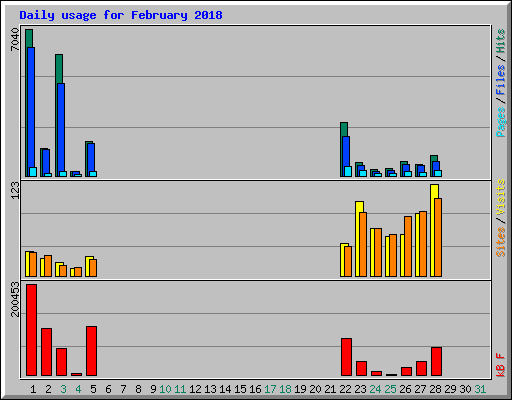 Daily usage for February 2018
7040
Pages / Files / Hits
123
Sites / Visits
200453
kB F
1 2 3 4 5 6 7 8 9 10 11 12 13 14 15 16 17 18 19 20 21 22 23 24 25 26 27 28 29 30 31